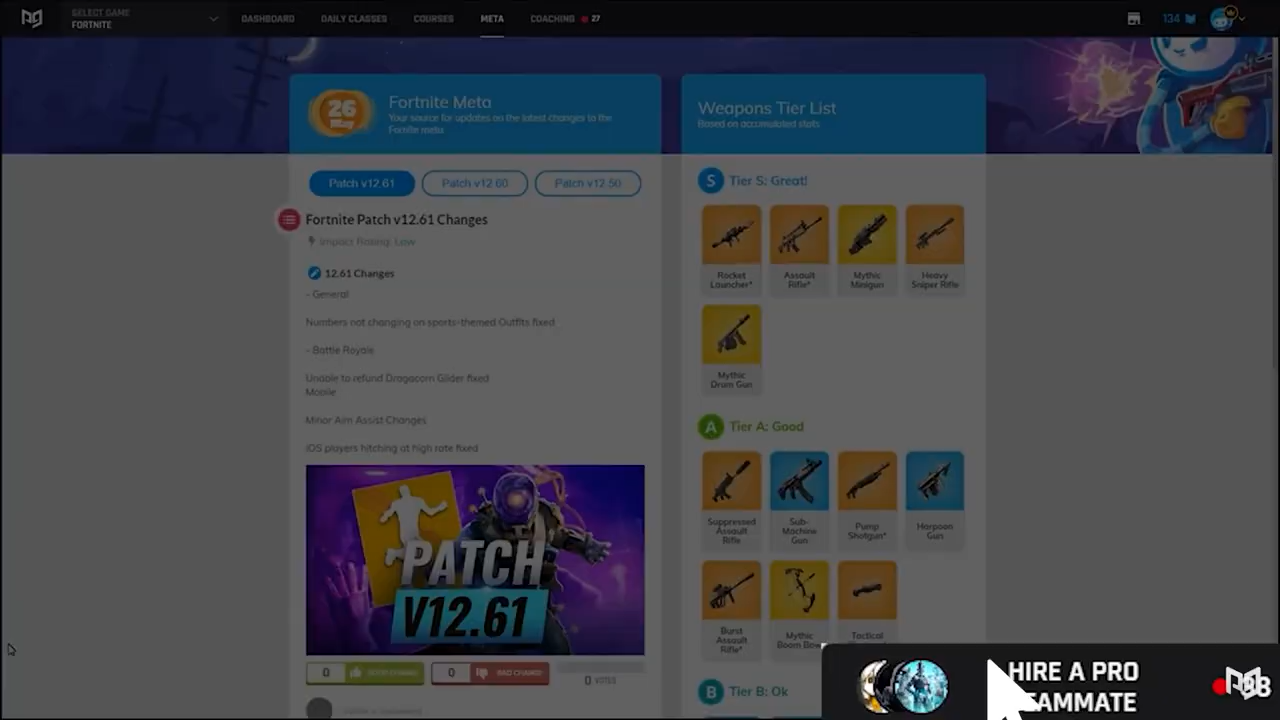 SELECT GAME
FORTNITE
DASHBOARD
DAILY CLASSES
COURSES
META
COACHING
27
134
26
May
Fortnite Meta
Your source for updates on the latest changes to the
Fortnite meta.
Patch v12.61
Patch v12.60
Patch v12.50
Fortnite Patch v12.61 Changes
Impact Rating: Low
12.61 Changes
- General
Numbers not changing on sports-themed Outfits fixed
- Battle Royale
Unable to refund Dragacorn Glider fixed
Mobile
Minor Aim Assist Changes
iOS players hitching at high rate fixed
PATCH
V12.61
0
GOOD CHANGE
0
BAD CHANGE
0 VOTES
Weapons Tier List
Based on accumulated stats
S
Tier S: Great!
Rocket
Launcher*
Assault
Rifle*
Mythic
Minigun
Heavy
Sniper Rifle
Mythic
Drum Gun
A
Tier A: Good
Suppressed
Assault
Rifle
Sub-
Machine
Gun
Pump
Shotgun*
Harpoon
Gun
Burst
Assault
Rifle*
Mythic
Boom Bow
Tactical
B
Tier B: Ok
HIRE A PRO
TEAMMATE